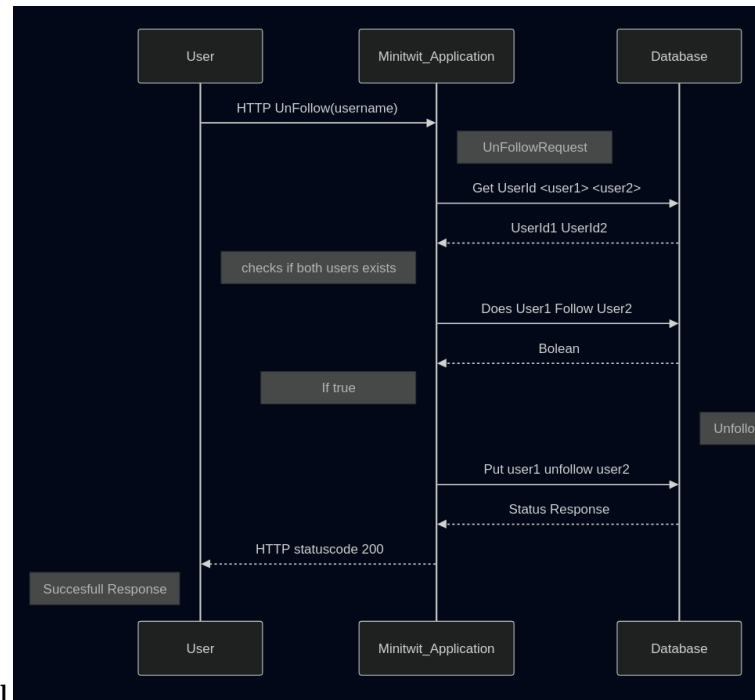 User Minitwit_Application Database
HTTP UnFollow(username)
UnFollowRequest
Get UserId <user1> <user2>
UserId1 UserId2
checks if both users exists
Does User1 Follow User2
Bolean
If true
Unfollo
Put user1 unfollow user2
Status Response
HTTP statuscode 200
Succesfull Response
User Minitwit_Application Database